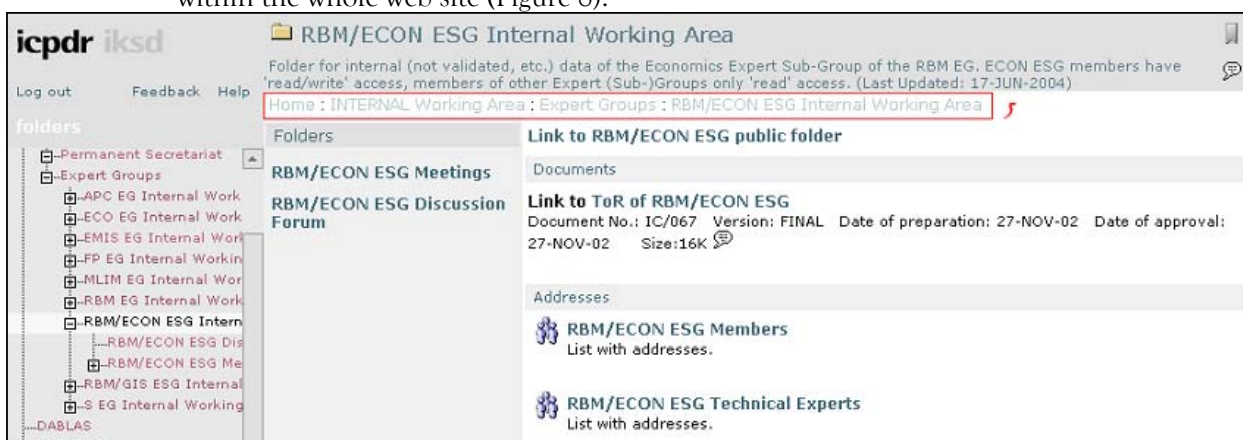 within the whole web site (Figure 6).
icpdr iksd
Log out Feedback Help
folders
Permanent Secretariat
Expert Groups
APC EG Internal Work
ECO EG Internal Work
EMIS EG Internal Work
FP EG Internal Workin
MLIM EG Internal Wor
RBM EG Internal Work
RBM/ECON ESG Intern
RBM/ECON ESG Dis
RBM/ECON ESG Me
RBM/GIS ESG Internal
S EG Internal Working
DABLAS
RBM/ECON ESG Internal Working Area
Folder for internal (not validated, etc.) data of the Economics Expert Sub-Group of the RBM EG. ECON ESG members have
'read/write' access, members of other Expert (Sub-)Groups only 'read' access. (Last Updated: 17-JUN-2004)
Home : INTERNAL Working Area : Expert Groups : RBM/ECON ESG Internal Working Area
5
Folders
RBM/ECON ESG Meetings
RBM/ECON ESG Discussion
Forum
Link to RBM/ECON ESG public folder
Documents
Link to ToR of RBM/ECON ESG
Document No.: IC/067 Version: FINAL Date of preparation: 27-NOV-02 Date of approval:
27-NOV-02 Size:16K
Addresses
RBM/ECON ESG Members
List with addresses.
RBM/ECON ESG Technical Experts
List with addresses.